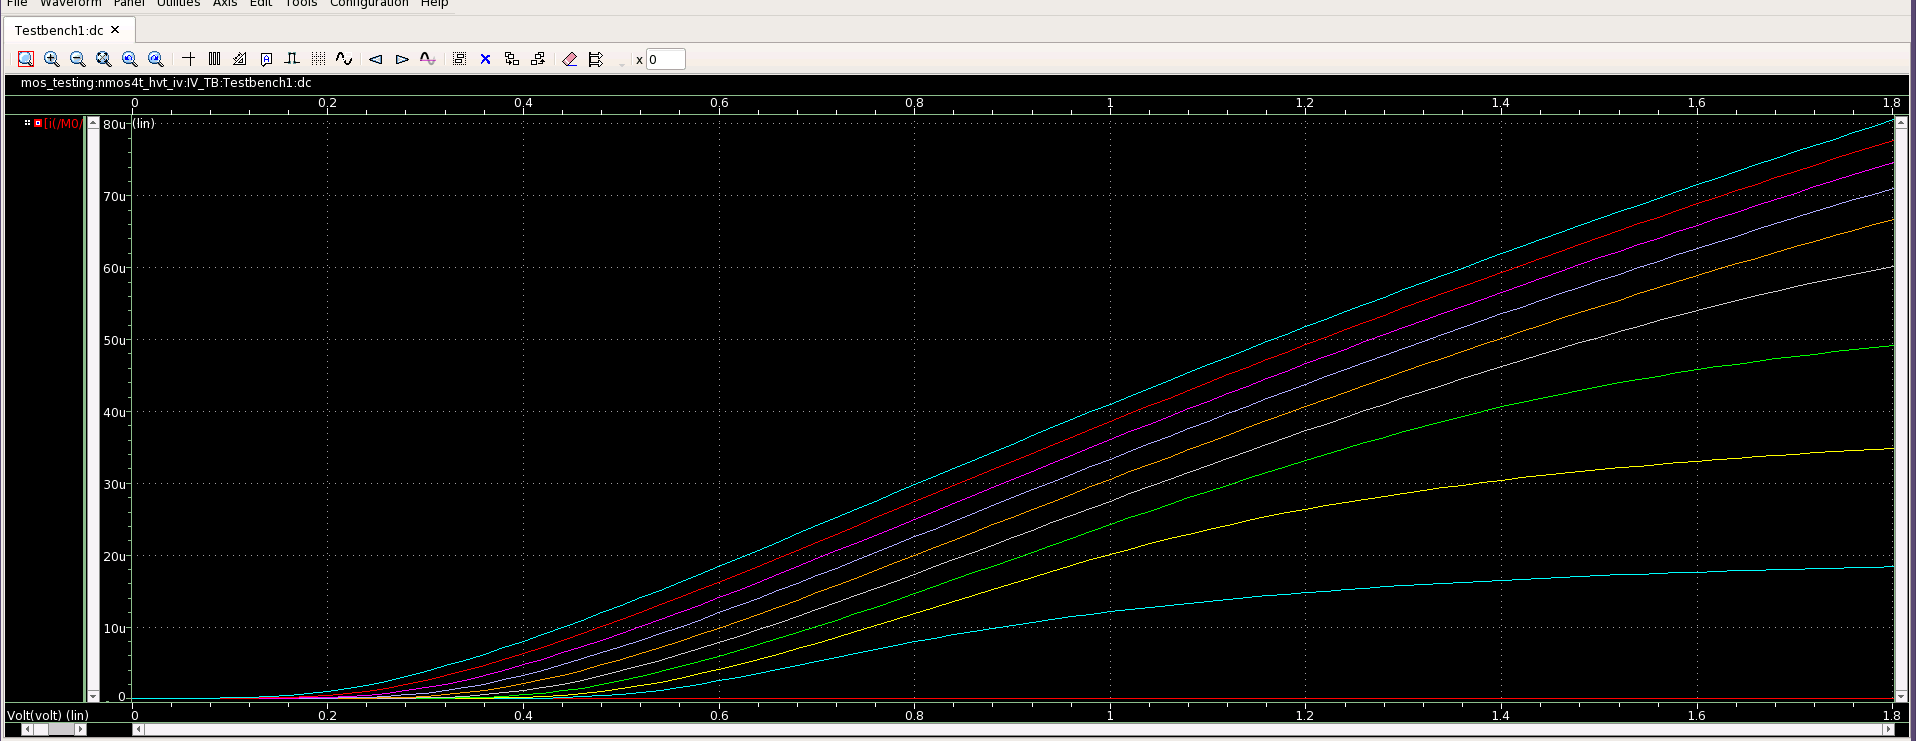 File Waveform Panel Utilities Axis Edit Tools Configuration Help
Testbench1:dc
x 0
mos_testing:nmos4t_hvt_iv:IV_TB:Testbench1:dc
0 0.2 0.4 0.6 0.8 1 1.2 1.4 1.6 1.8
[i(/M0/
80u (lin)
70u
60u
50u
40u
30u
20u
10u
0
Volt(volt) (lin) 0 0.2 0.4 0.6 0.8 1 1.2 1.4 1.6 1.8